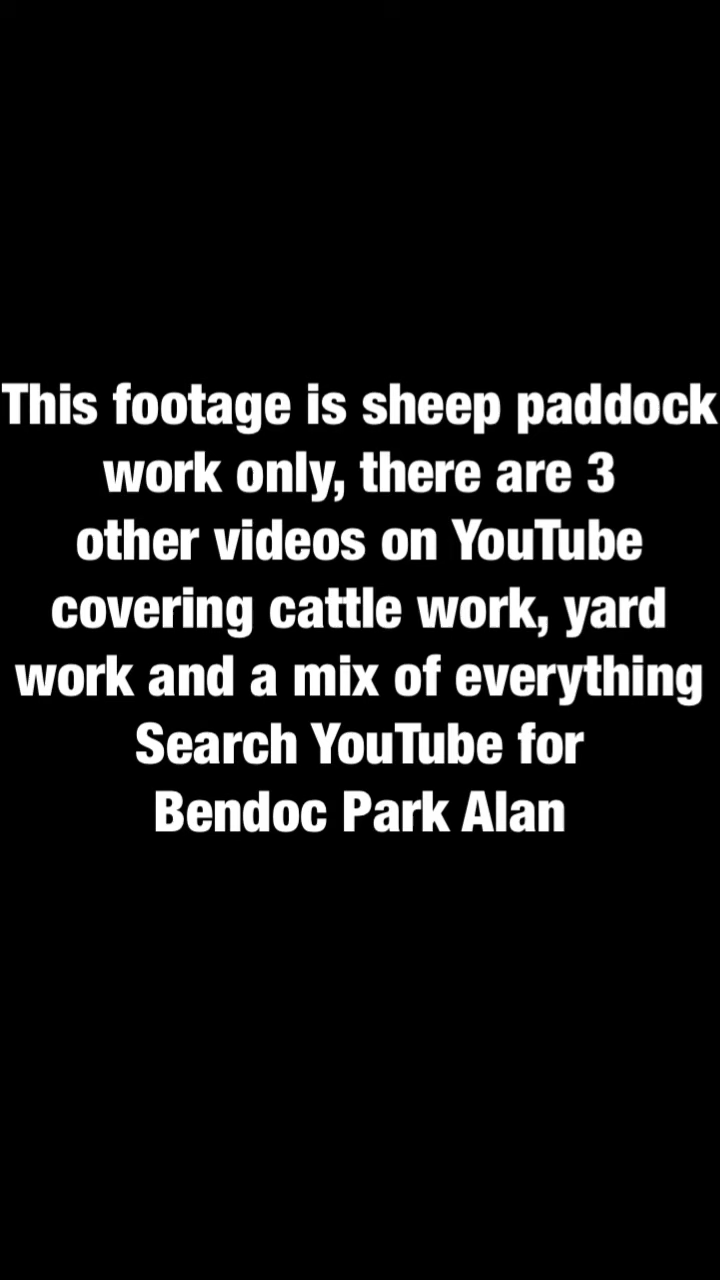 This footage is sheep paddock
work only, there are 3
other videos on YouTube
covering cattle work, yard
work and a mix of everything
Search YouTube for
Bendoc Park Alan